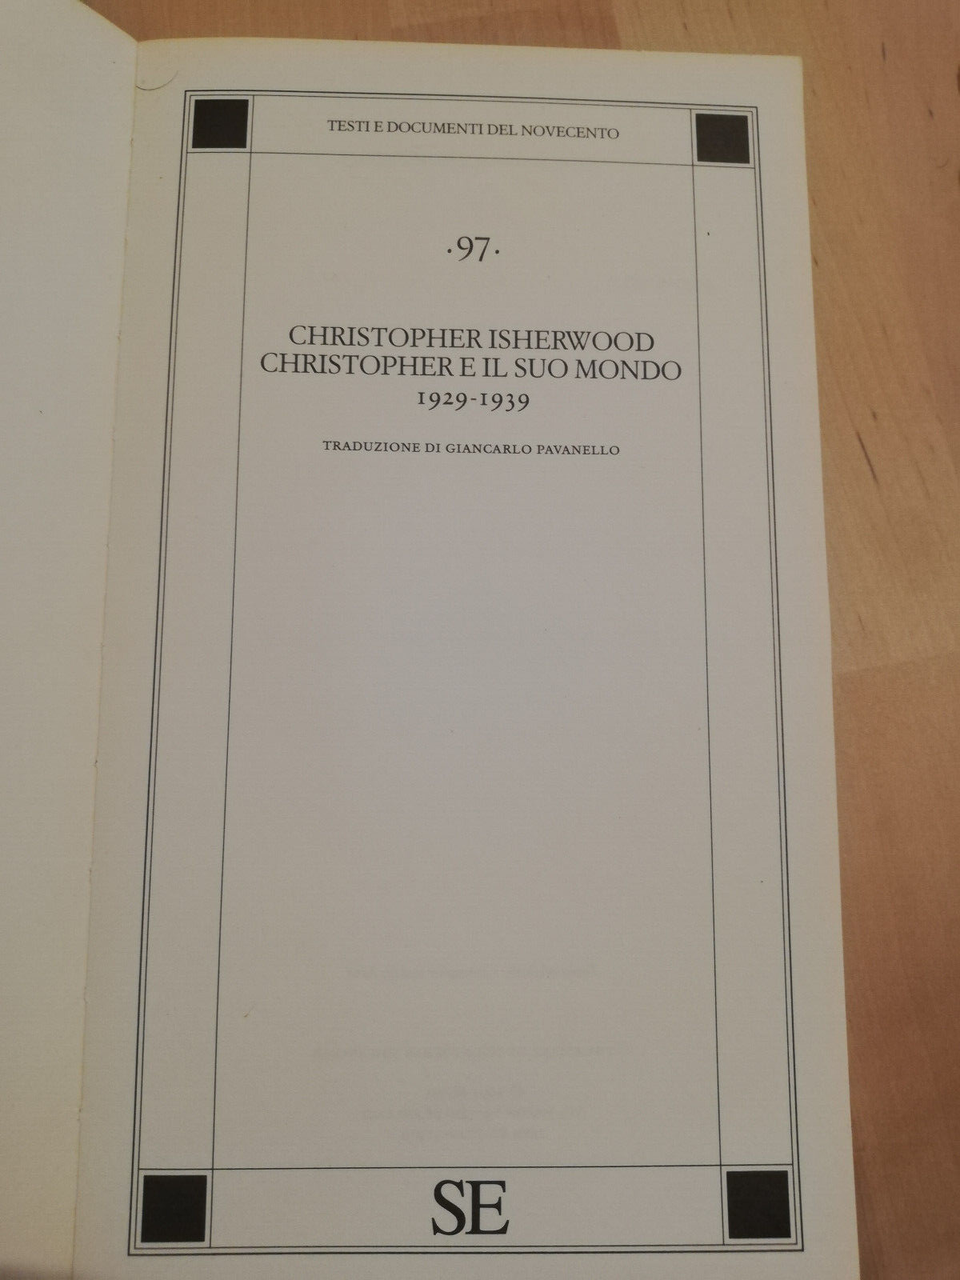 TESTI E DOCUMENTI DEL NOVECENTO
·97·
CHRISTOPHER ISHERWOOD
CHRISTOPHER E IL SUO MONDO
1929-1939
TRADUZIONE DI GIANCARLO PAVANELLO
SE